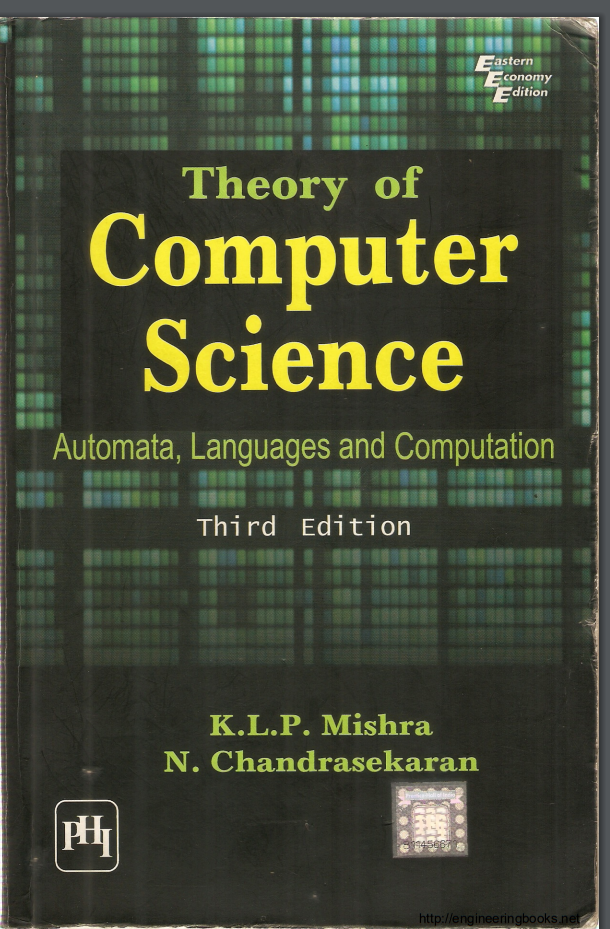 Eastern
Economy
Edition
Theory of
Computer
Science
Automata, Languages and Computation
Third Edition
K.L.P. Mishra
N. Chandrasekaran
PHI
http://engineeringbooks.net